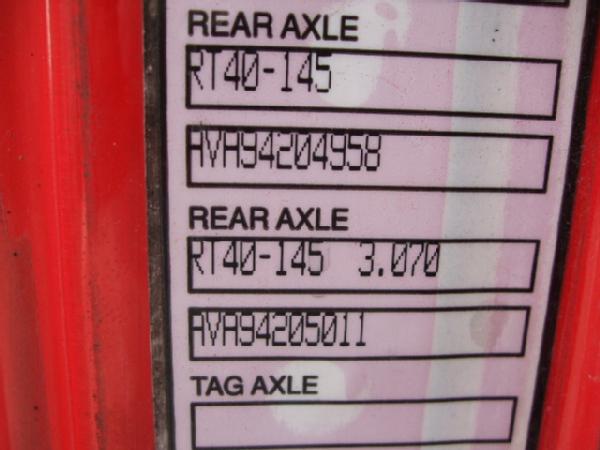 REAR AXLE
RT40-145
AVA94204958
REAR AXLE
RT40-145 3.070
AVA94205011
TAG AXLE